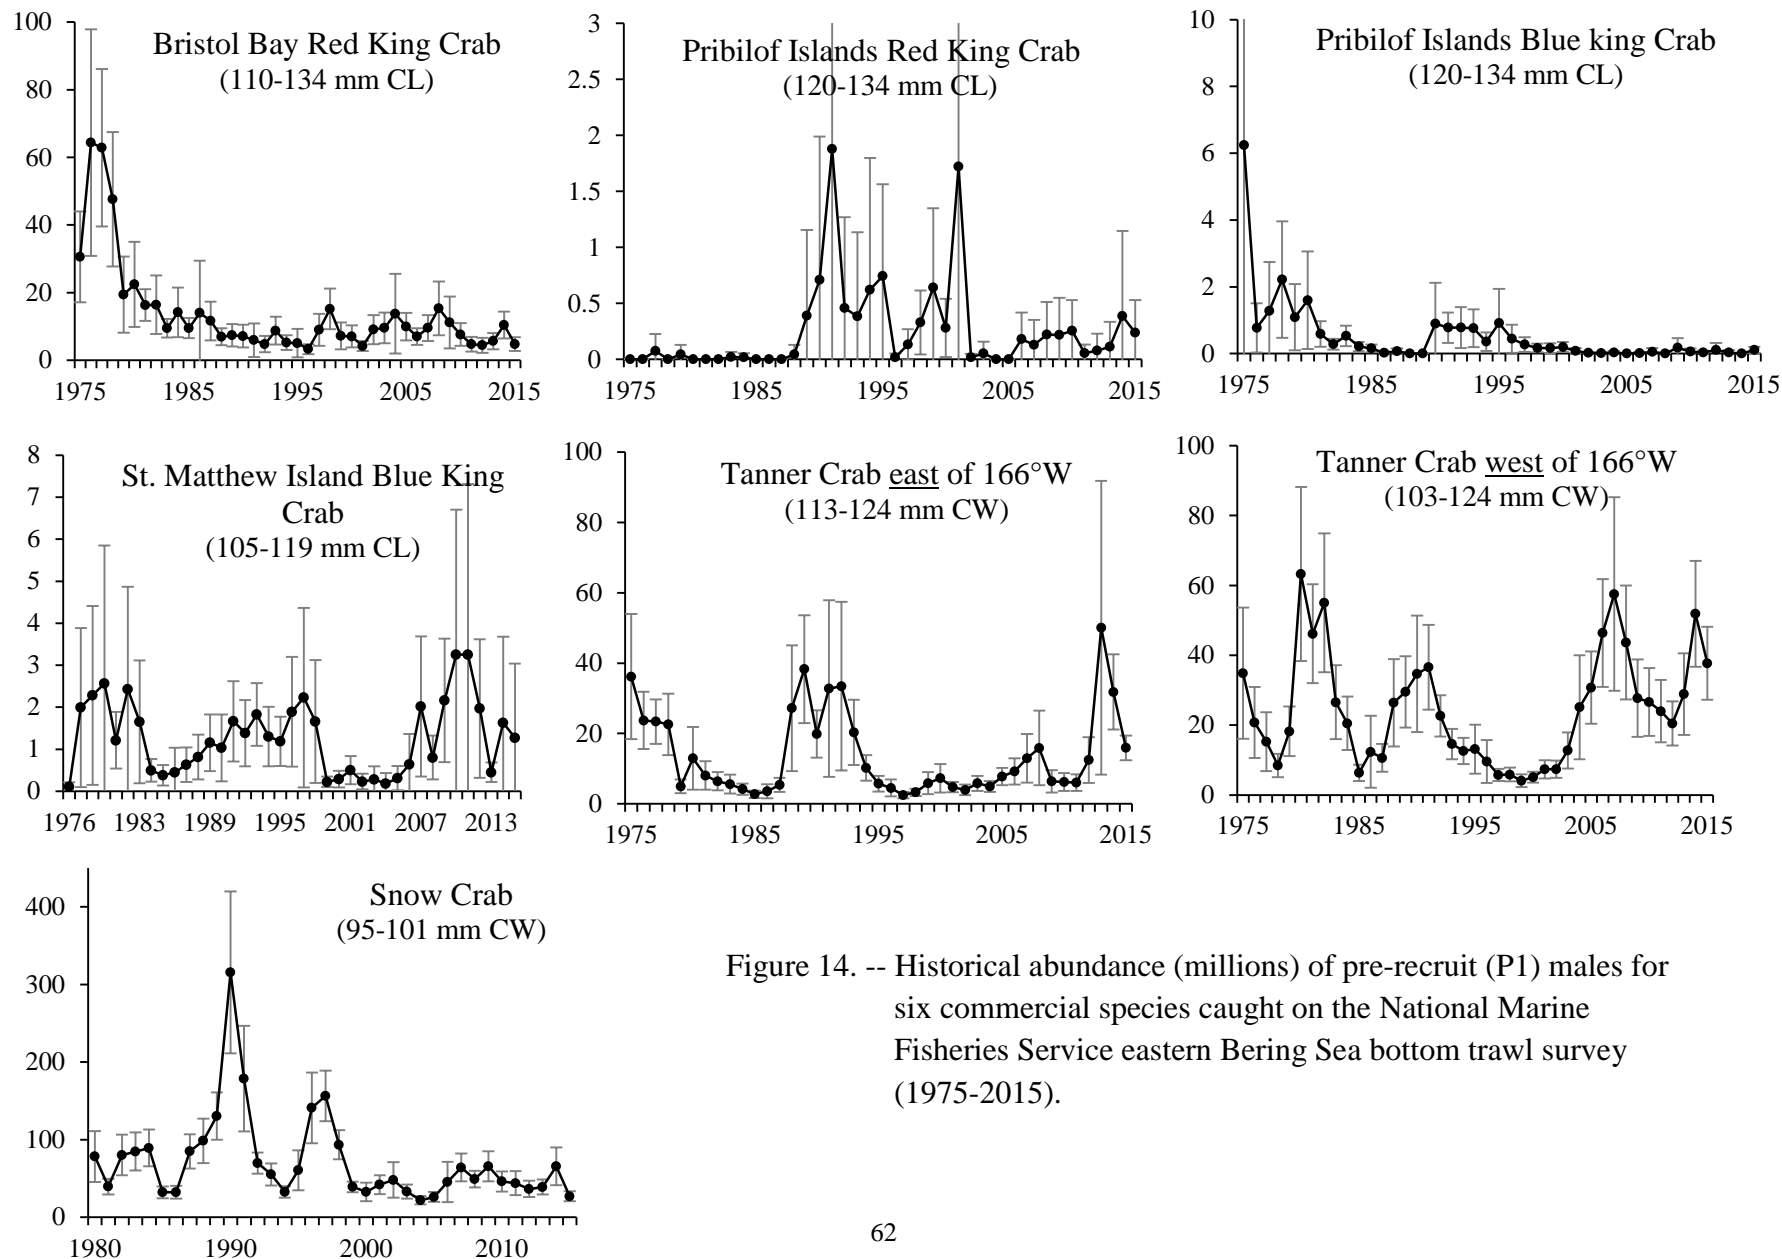 Bristol Bay Red King Crab
(110-134 mm CL)
100
80
60
40
20
0
1975 1985 1995 2005 2015
Pribilof Islands Red King Crab
(120-134 mm CL)
3
2.5
2
1.5
1
0.5
0
1975 1985 1995 2005 2015
Pribilof Islands Blue king Crab
(120-134 mm CL)
10
8
6
4
2
0
1975 1985 1995 2005 2015
St. Matthew Island Blue King
Crab
(105-119 mm CL)
8
7
6
5
4
3
2
1
0
1976 1983 1989 1995 2001 2007 2013
Tanner Crab east of 166°W
(113-124 mm CW)
100
80
60
40
20
0
1975 1985 1995 2005 2015
Tanner Crab west of 166°W
(103-124 mm CW)
100
80
60
40
20
0
1975 1985 1995 2005 2015
Snow Crab
(95-101 mm CW)
400
300
200
100
0
1980 1990 2000 2010
Figure 14. -- Historical abundance (millions) of pre-recruit (P1) males for
six commercial species caught on the National Marine
Fisheries Service eastern Bering Sea bottom trawl survey
(1975-2015).
62